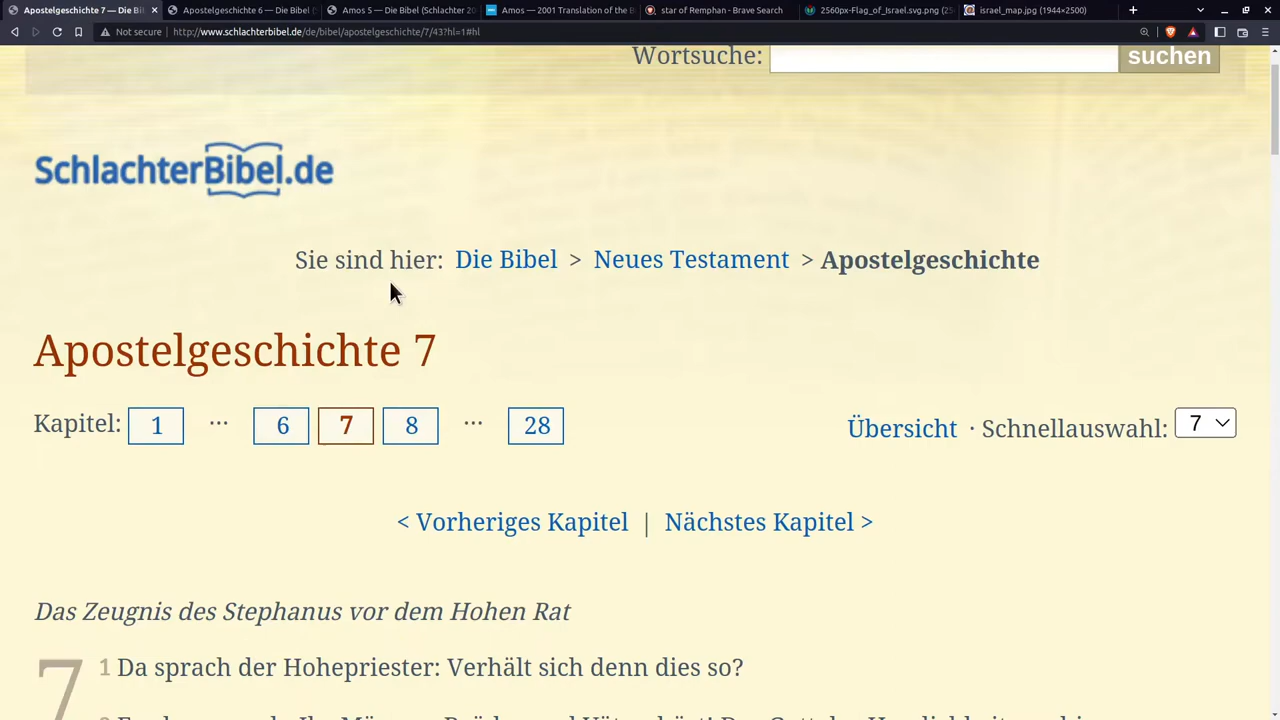 Apostelgeschichte 7 — Die Bi
Apostelgeschichte 6 — Die Bibel (
Amos 5 — Die Bibel (Schlachter 20
Amos — 2001 Translation of the B
star of Remphan - Brave Search
2560px-Flag_of_Israel.svg.png (25
israel_map.jpg (1944×2500)
Not secure
http://www.schlachterbibel.de/de/bibel/apostelgeschichte/7/43?hl=1#hl
Wortsuche:
suchen
SchlachterBibel.de
Sie sind hier: Die Bibel > Neues Testament > Apostelgeschichte
Apostelgeschichte 7
Kapitel: 1 ... 6 7 8 ... 28
Übersicht · Schnellauswahl: 7
< Vorheriges Kapitel | Nächstes Kapitel >
Das Zeugnis des Stephanus vor dem Hohen Rat
7 1 Da sprach der Hohepriester: Verhält sich denn dies so?